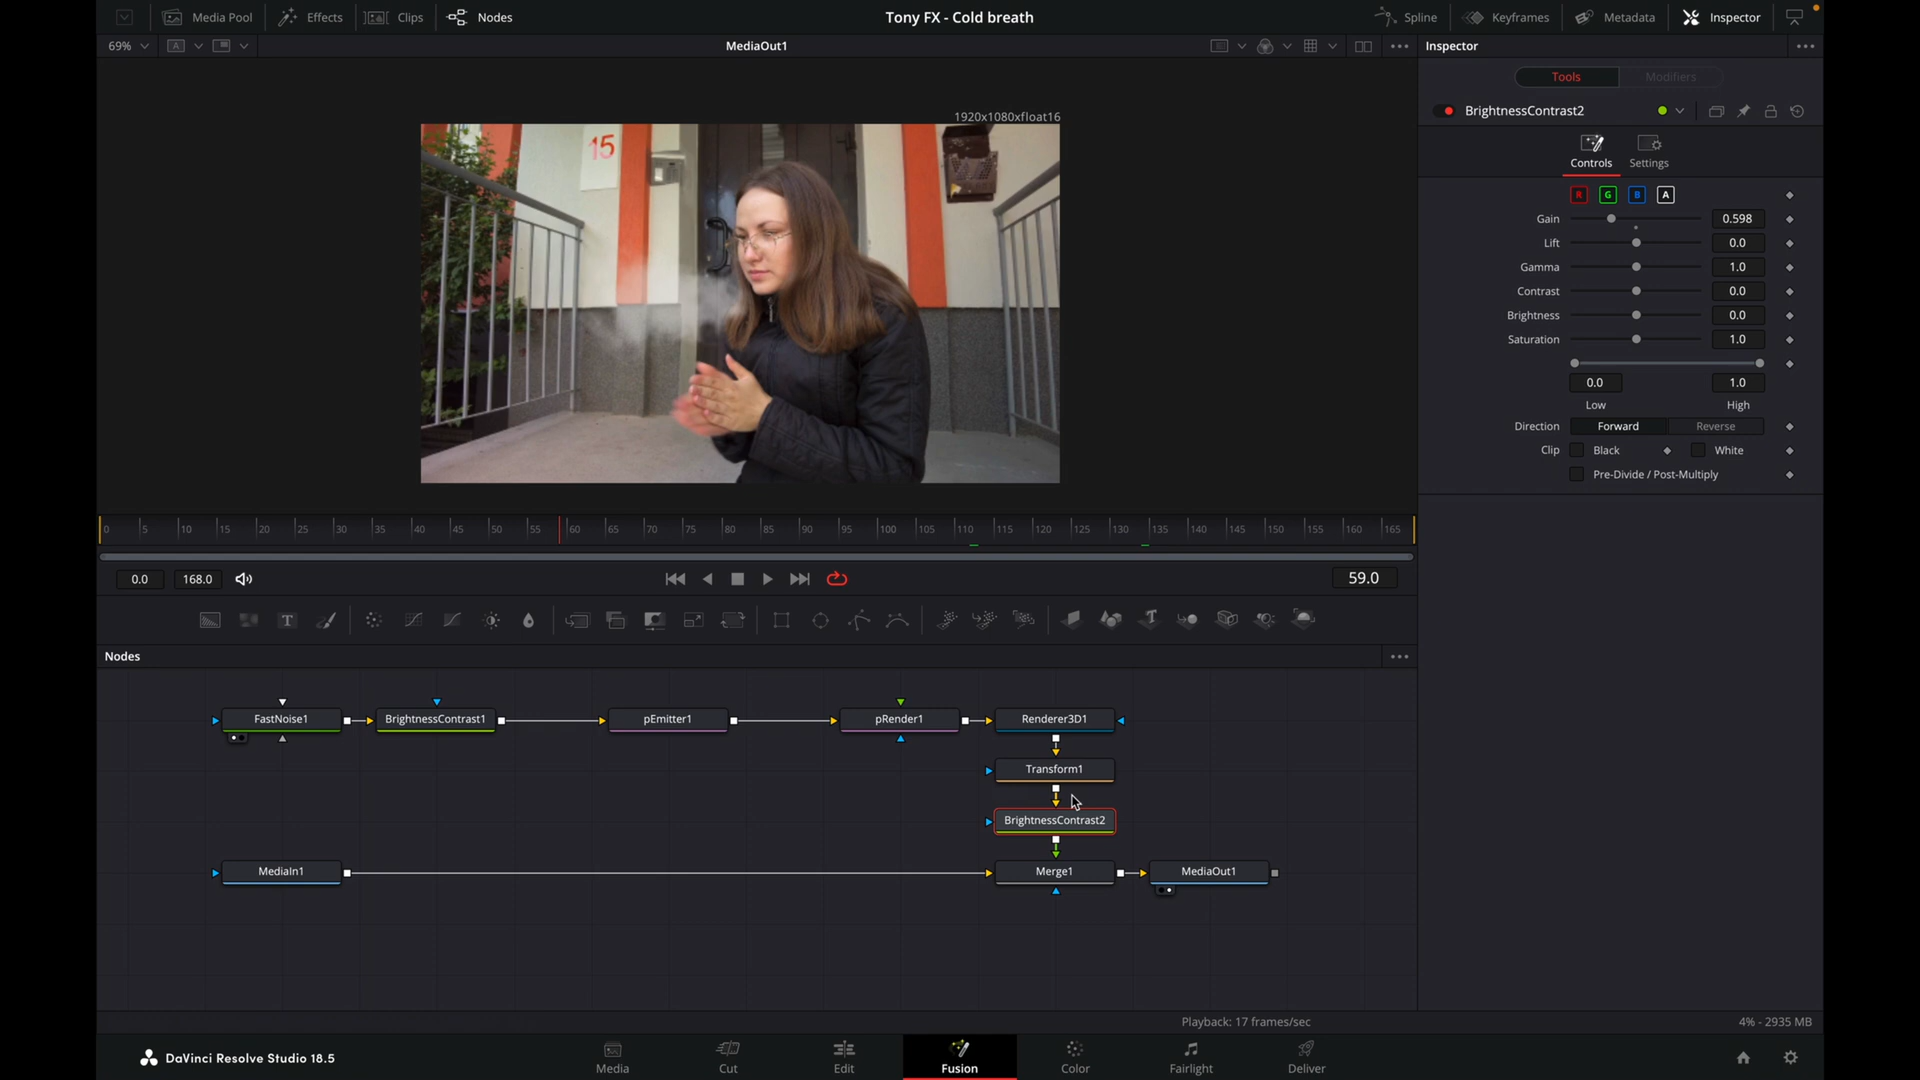 Media Pool Effects Clips Nodes Tony FX - Cold breath Spline Keyframes Metadata Inspector
69% A MediaOut1 Inspector
Tools Modifiers
BrightnessContrast2
1920x1080xfloat16
15
Controls Settings
R G B A
Gain 0.598
Lift 0.0
Gamma 1.0
Contrast 0.0
Brightness 0.0
Saturation 1.0
0.0 1.0
Low High
Direction Forward Reverse
Clip Black White
Pre-Divide / Post-Multiply
0 5 10 15 20 25 30 35 40 45 50 55 60 65 70 75 80 85 90 95 100 105 110 115 120 125 130 135 140 145 150 155 160 165
0.0 168.0 59.0
T T
Nodes
FastNoise1 BrightnessContrast1 pEmitter1 pRender1 Renderer3D1
Transform1
BrightnessContrast2
MediaIn1 Merge1 MediaOut1
Playback: 17 frames/sec 4% - 2935 MB
DaVinci Resolve Studio 18.5
Media Cut Edit Fusion Color Fairlight Deliver